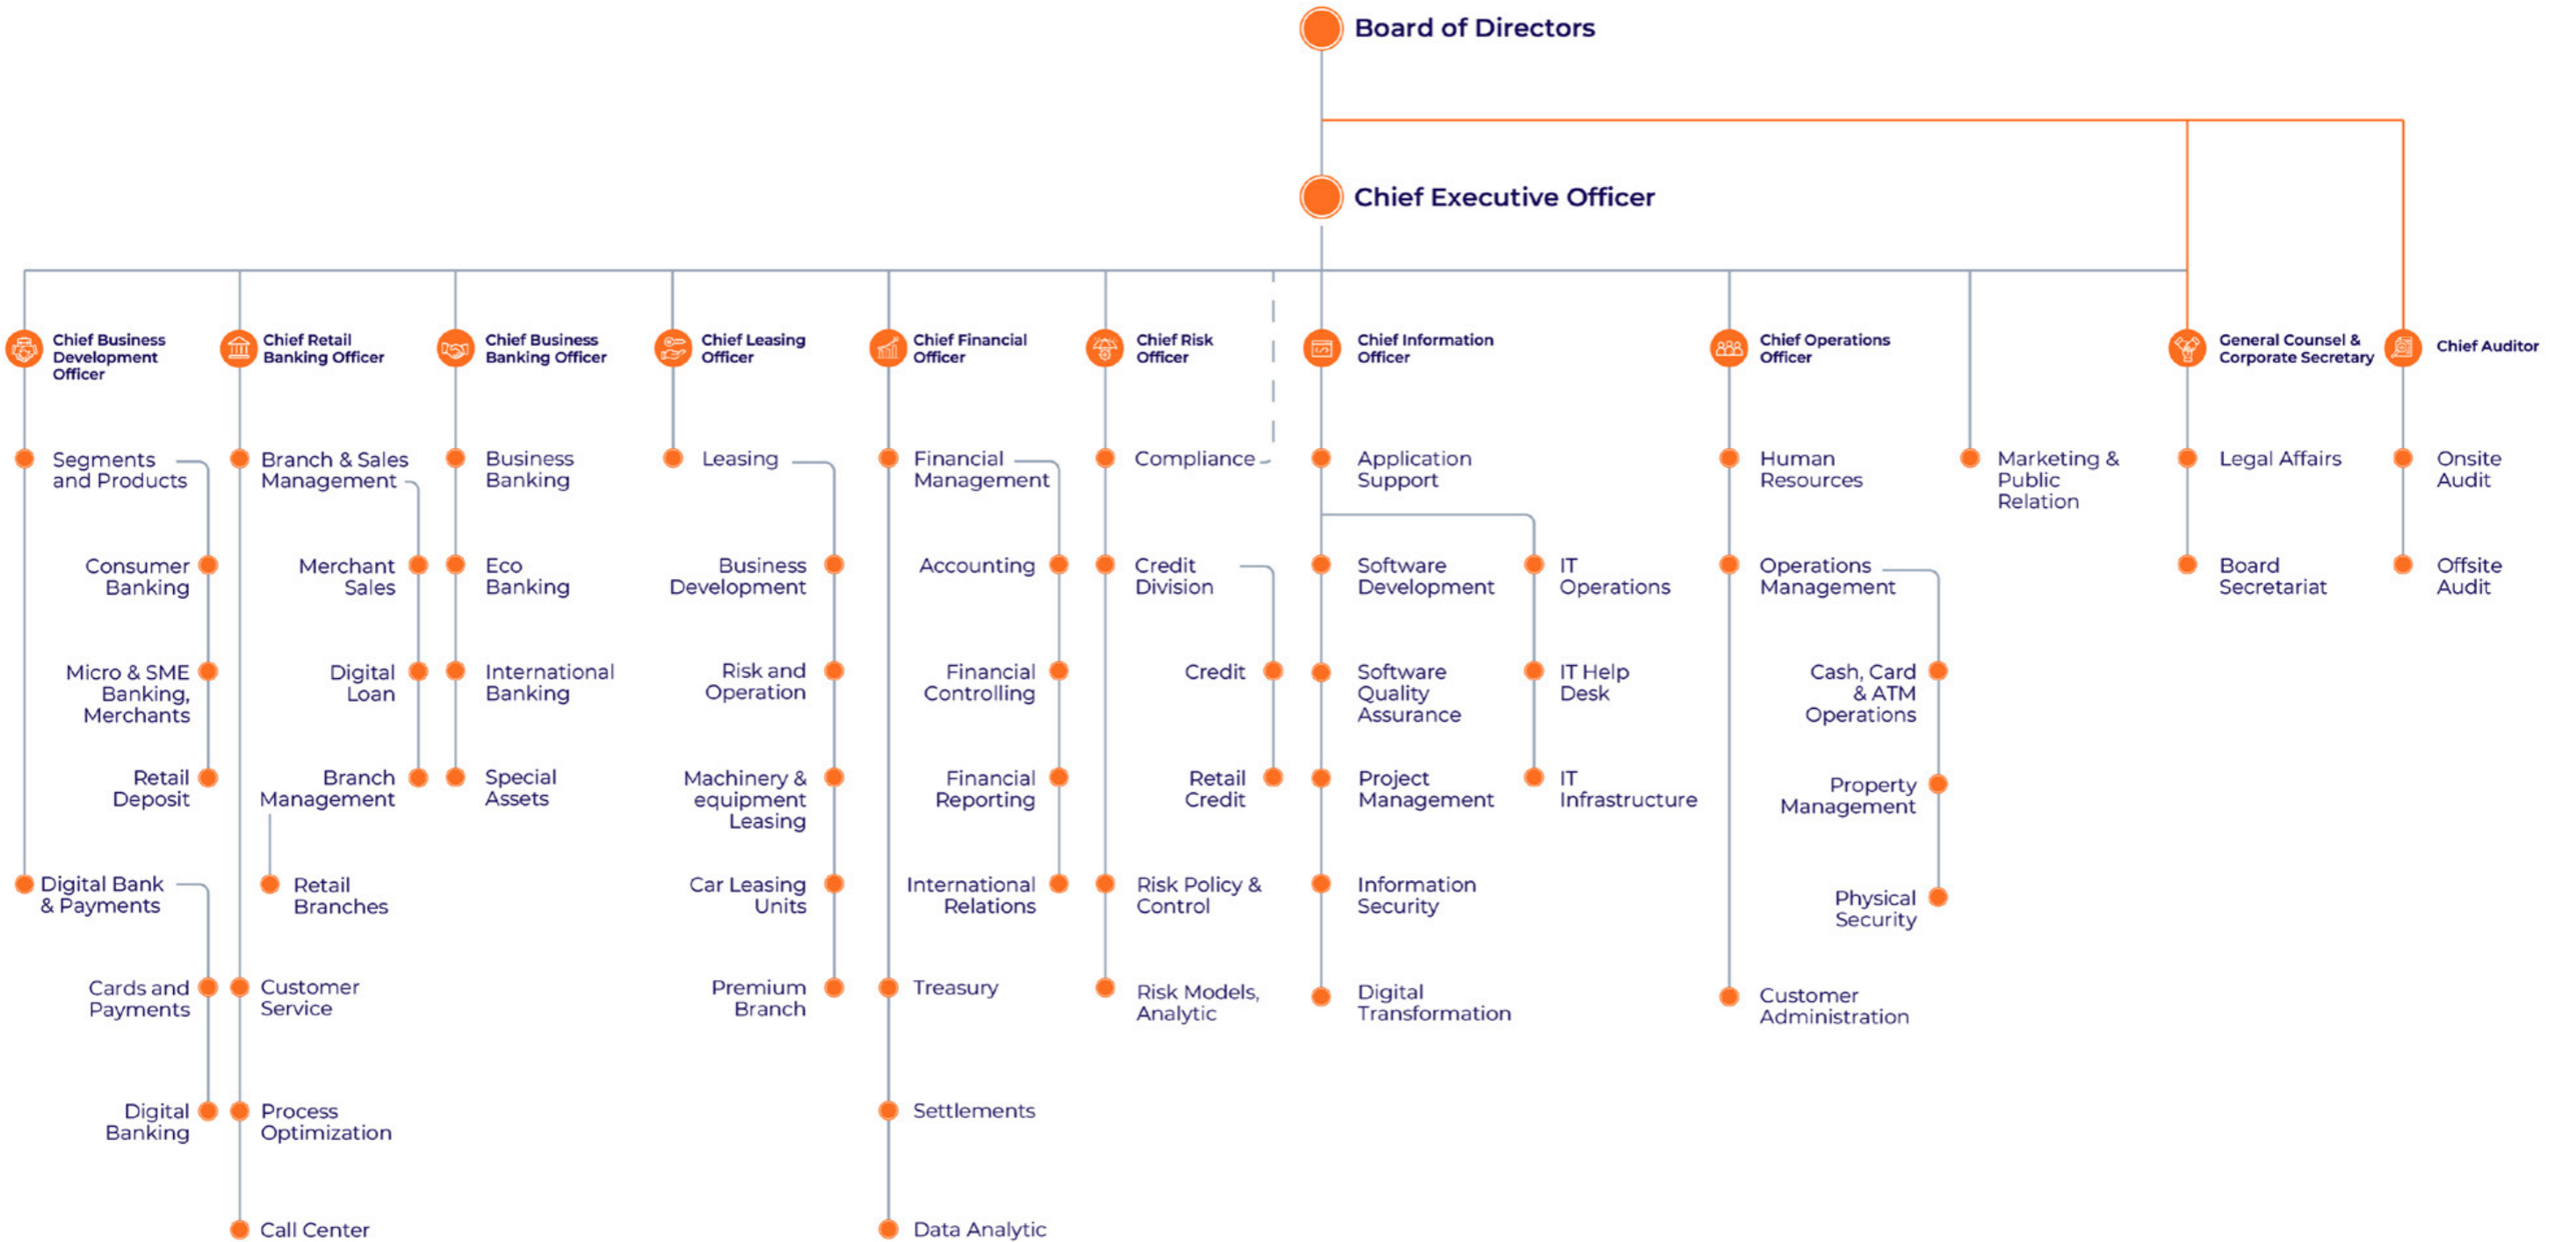 Board of Directors
Chief Executive Officer
Chief Business
Development
Officer
Segments
and Products
Consumer
Banking
Micro & SME
Banking,
Merchants
Retail
Deposit
Digital Bank
& Payments
Cards and
Payments
Digital
Banking
Chief Retail
Banking Officer
Branch & Sales
Management
Merchant
Sales
Digital
Loan
Branch
Management
Retail
Branches
Customer
Service
Process
Optimization
Call Center
Chief Business
Banking Officer
Business
Banking
Eco
Banking
International
Banking
Special
Assets
Chief Leasing
Officer
Leasing
Business
Development
Risk and
Operation
Machinery &
equipment
Leasing
Car Leasing
Units
Premium
Branch
Chief Financial
Officer
Financial
Management
Accounting
Financial
Controlling
Financial
Reporting
International
Relations
Treasury
Settlements
Data Analytic
Chief Risk
Officer
Compliance
Credit
Division
Credit
Retail
Credit
Risk Policy &
Control
Risk Models,
Analytic
Chief Information
Officer
Application
Support
Software
Development
Software
Quality
Assurance
Project
Management
Information
Security
Digital
Transformation
IT
Operations
IT Help
Desk
IT
Infrastructure
Chief Operations
Officer
Human
Resources
Operations
Management
Cash, Card
& ATM
Operations
Property
Management
Physical
Security
Customer
Administration
Marketing &
Public
Relation
General Counsel &
Corporate Secretary
Legal Affairs
Board
Secretariat
Chief Auditor
Onsite
Audit
Offsite
Audit